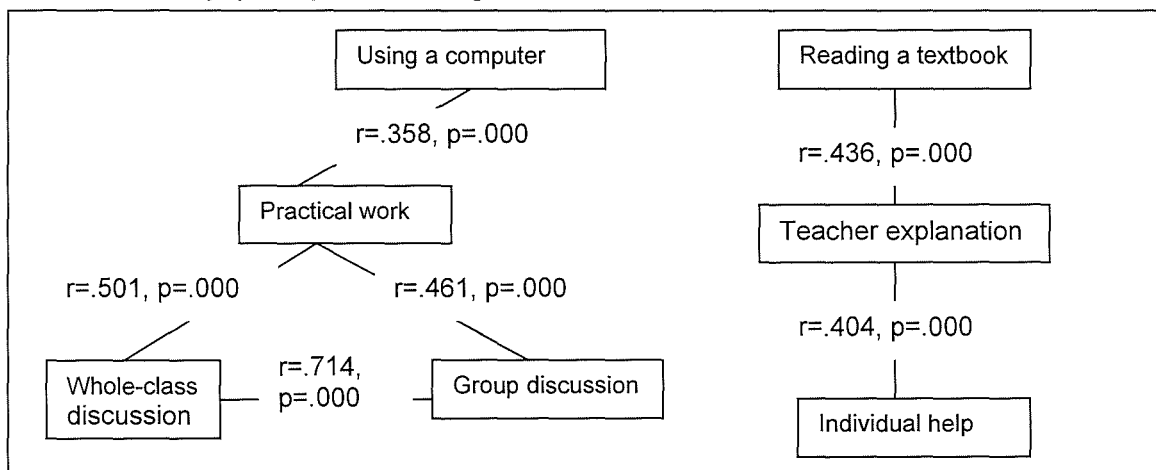 Using a computer
Reading a textbook
r=.358, p=.000
r=.436, p=.000
Practical work
Teacher explanation
r=.501, p=.000
r=.461, p=.000
r=.404, p=.000
Whole-class
discussion
r=.714,
p=.000
Group discussion
Individual help